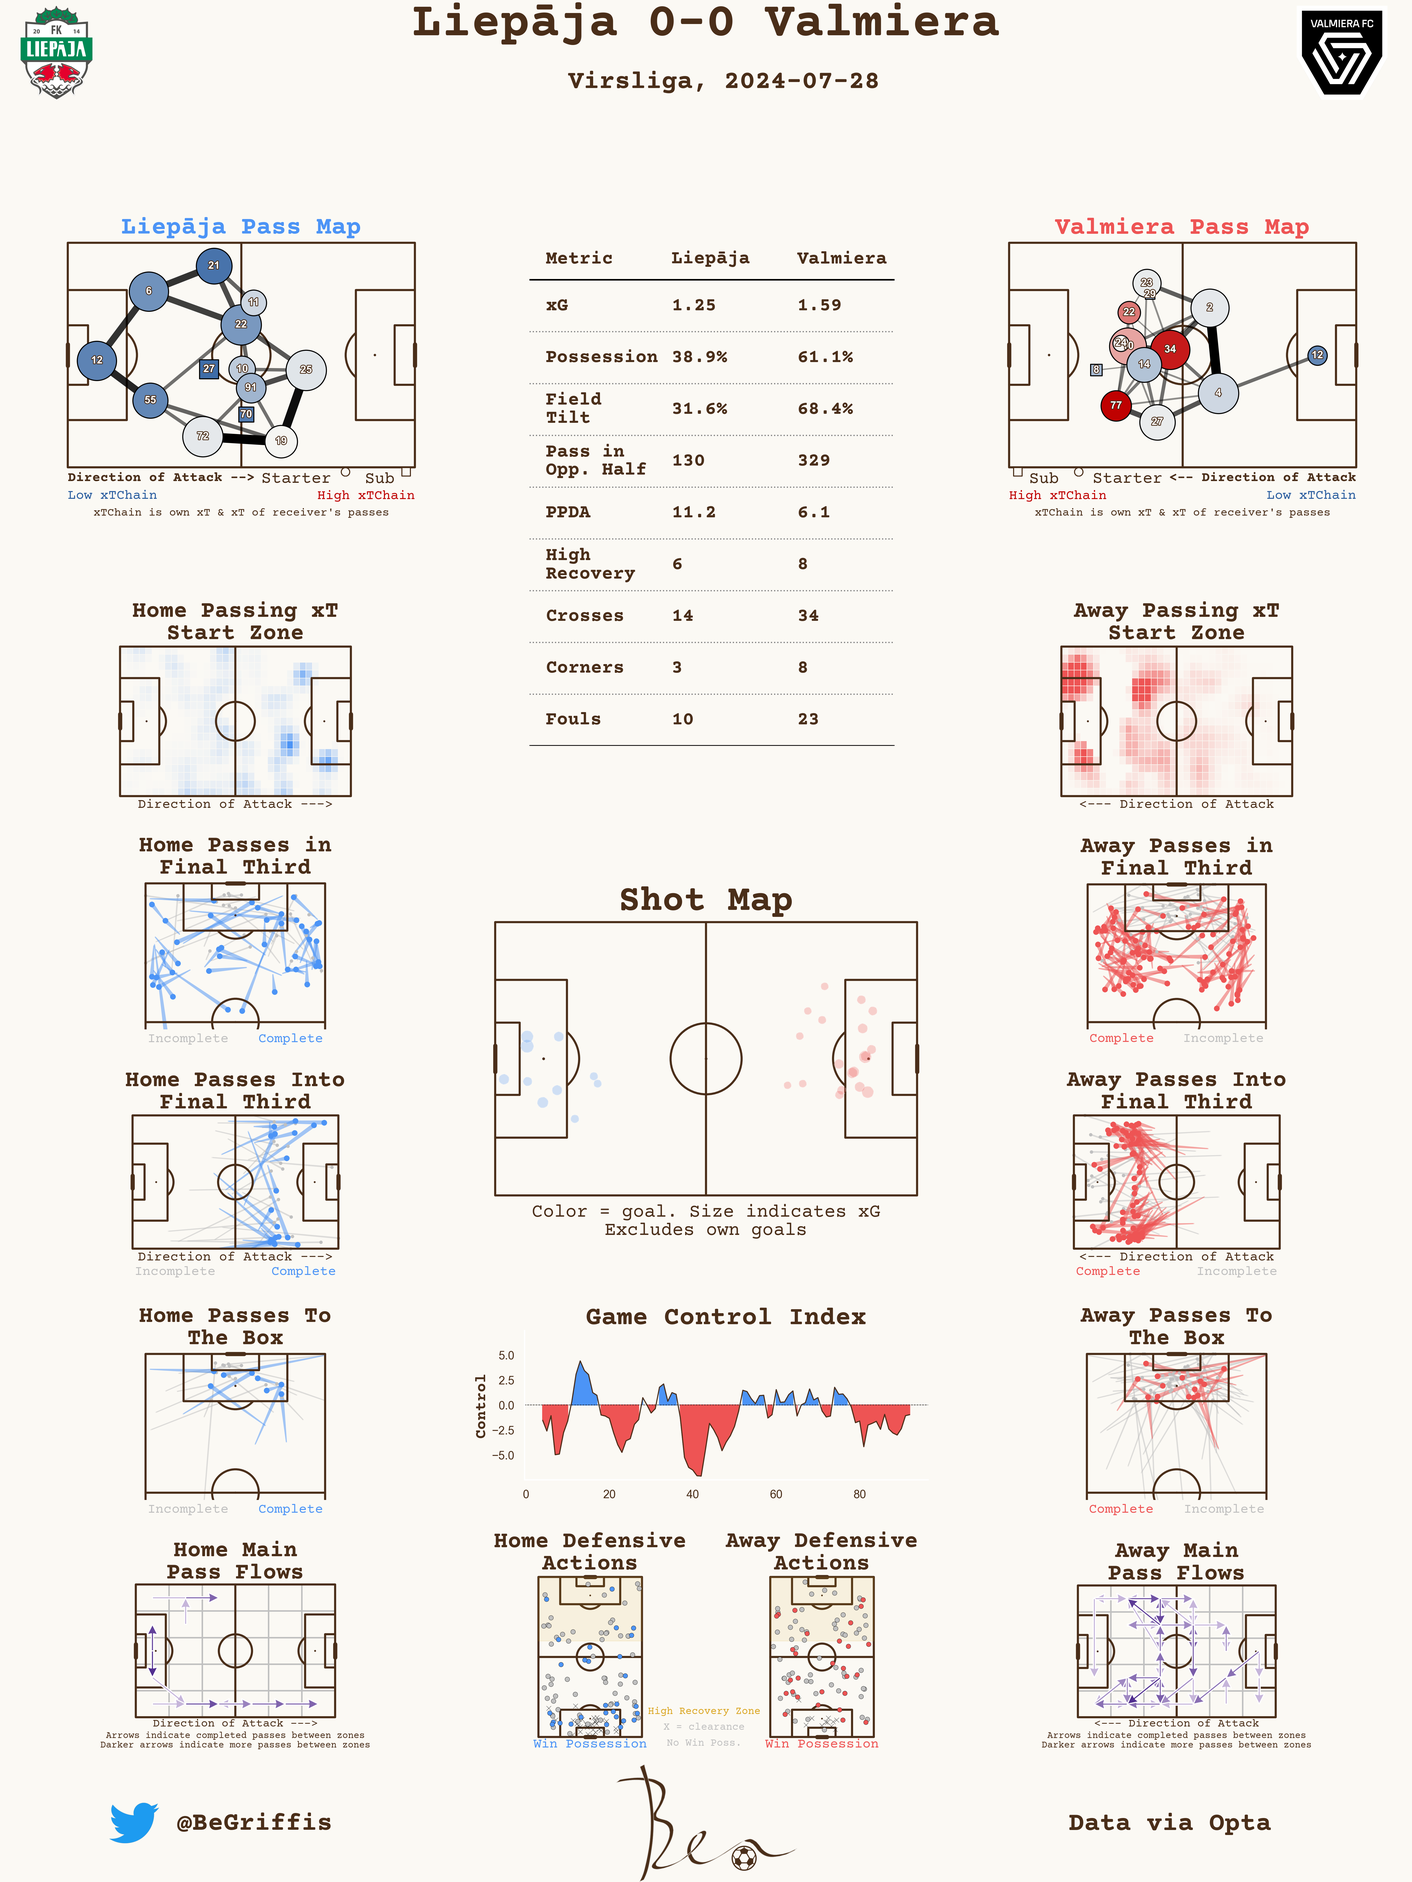 Liepāja 0-0 Valmiera
Virsliga, 2024-07-28
20 FK 14
LIEPĀJA
VALMIERA FC
Liepāja Pass Map
21
6
11
22
12
27
10
25
91
55
70
72
19
Direction of Attack --> Starter Sub
Low xTChain High xTChain
xTChain is own xT & xT of receiver's passes
Metric Liepāja Valmiera
xG 1.25 1.59
Possession 38.9% 61.1%
Field Tilt 31.6% 68.4%
Pass in Opp. Half 130 329
PPDA 11.2 6.1
High Recovery 6 8
Crosses 14 34
Corners 3 8
Fouls 10 23
Valmiera Pass Map
23
29
2
22
24
34
12
14
8
4
77
27
Sub Starter <-- Direction of Attack
High xTChain Low xTChain
xTChain is own xT & xT of receiver's passes
Home Passing xT
Start Zone
Direction of Attack --->
Away Passing xT
Start Zone
<--- Direction of Attack
Home Passes in
Final Third
Incomplete Complete
Away Passes in
Final Third
Complete Incomplete
Shot Map
Color = goal. Size indicates xG
Excludes own goals
Home Passes Into
Final Third
Direction of Attack --->
Incomplete Complete
Away Passes Into
Final Third
<--- Direction of Attack
Complete Incomplete
Home Passes To
The Box
Incomplete Complete
Game Control Index
Control
5.0
2.5
0.0
−2.5
−5.0
0 20 40 60 80
Away Passes To
The Box
Complete Incomplete
Home Main
Pass Flows
Direction of Attack --->
Arrows indicate completed passes between zones
Darker arrows indicate more passes between zones
Home Defensive
Actions
Win Possession
Away Defensive
Actions
Win Possession
High Recovery Zone
X = clearance
No Win Poss.
Away Main
Pass Flows
<--- Direction of Attack
Arrows indicate completed passes between zones
Darker arrows indicate more passes between zones
@BeGriffis
Ben
Data via Opta